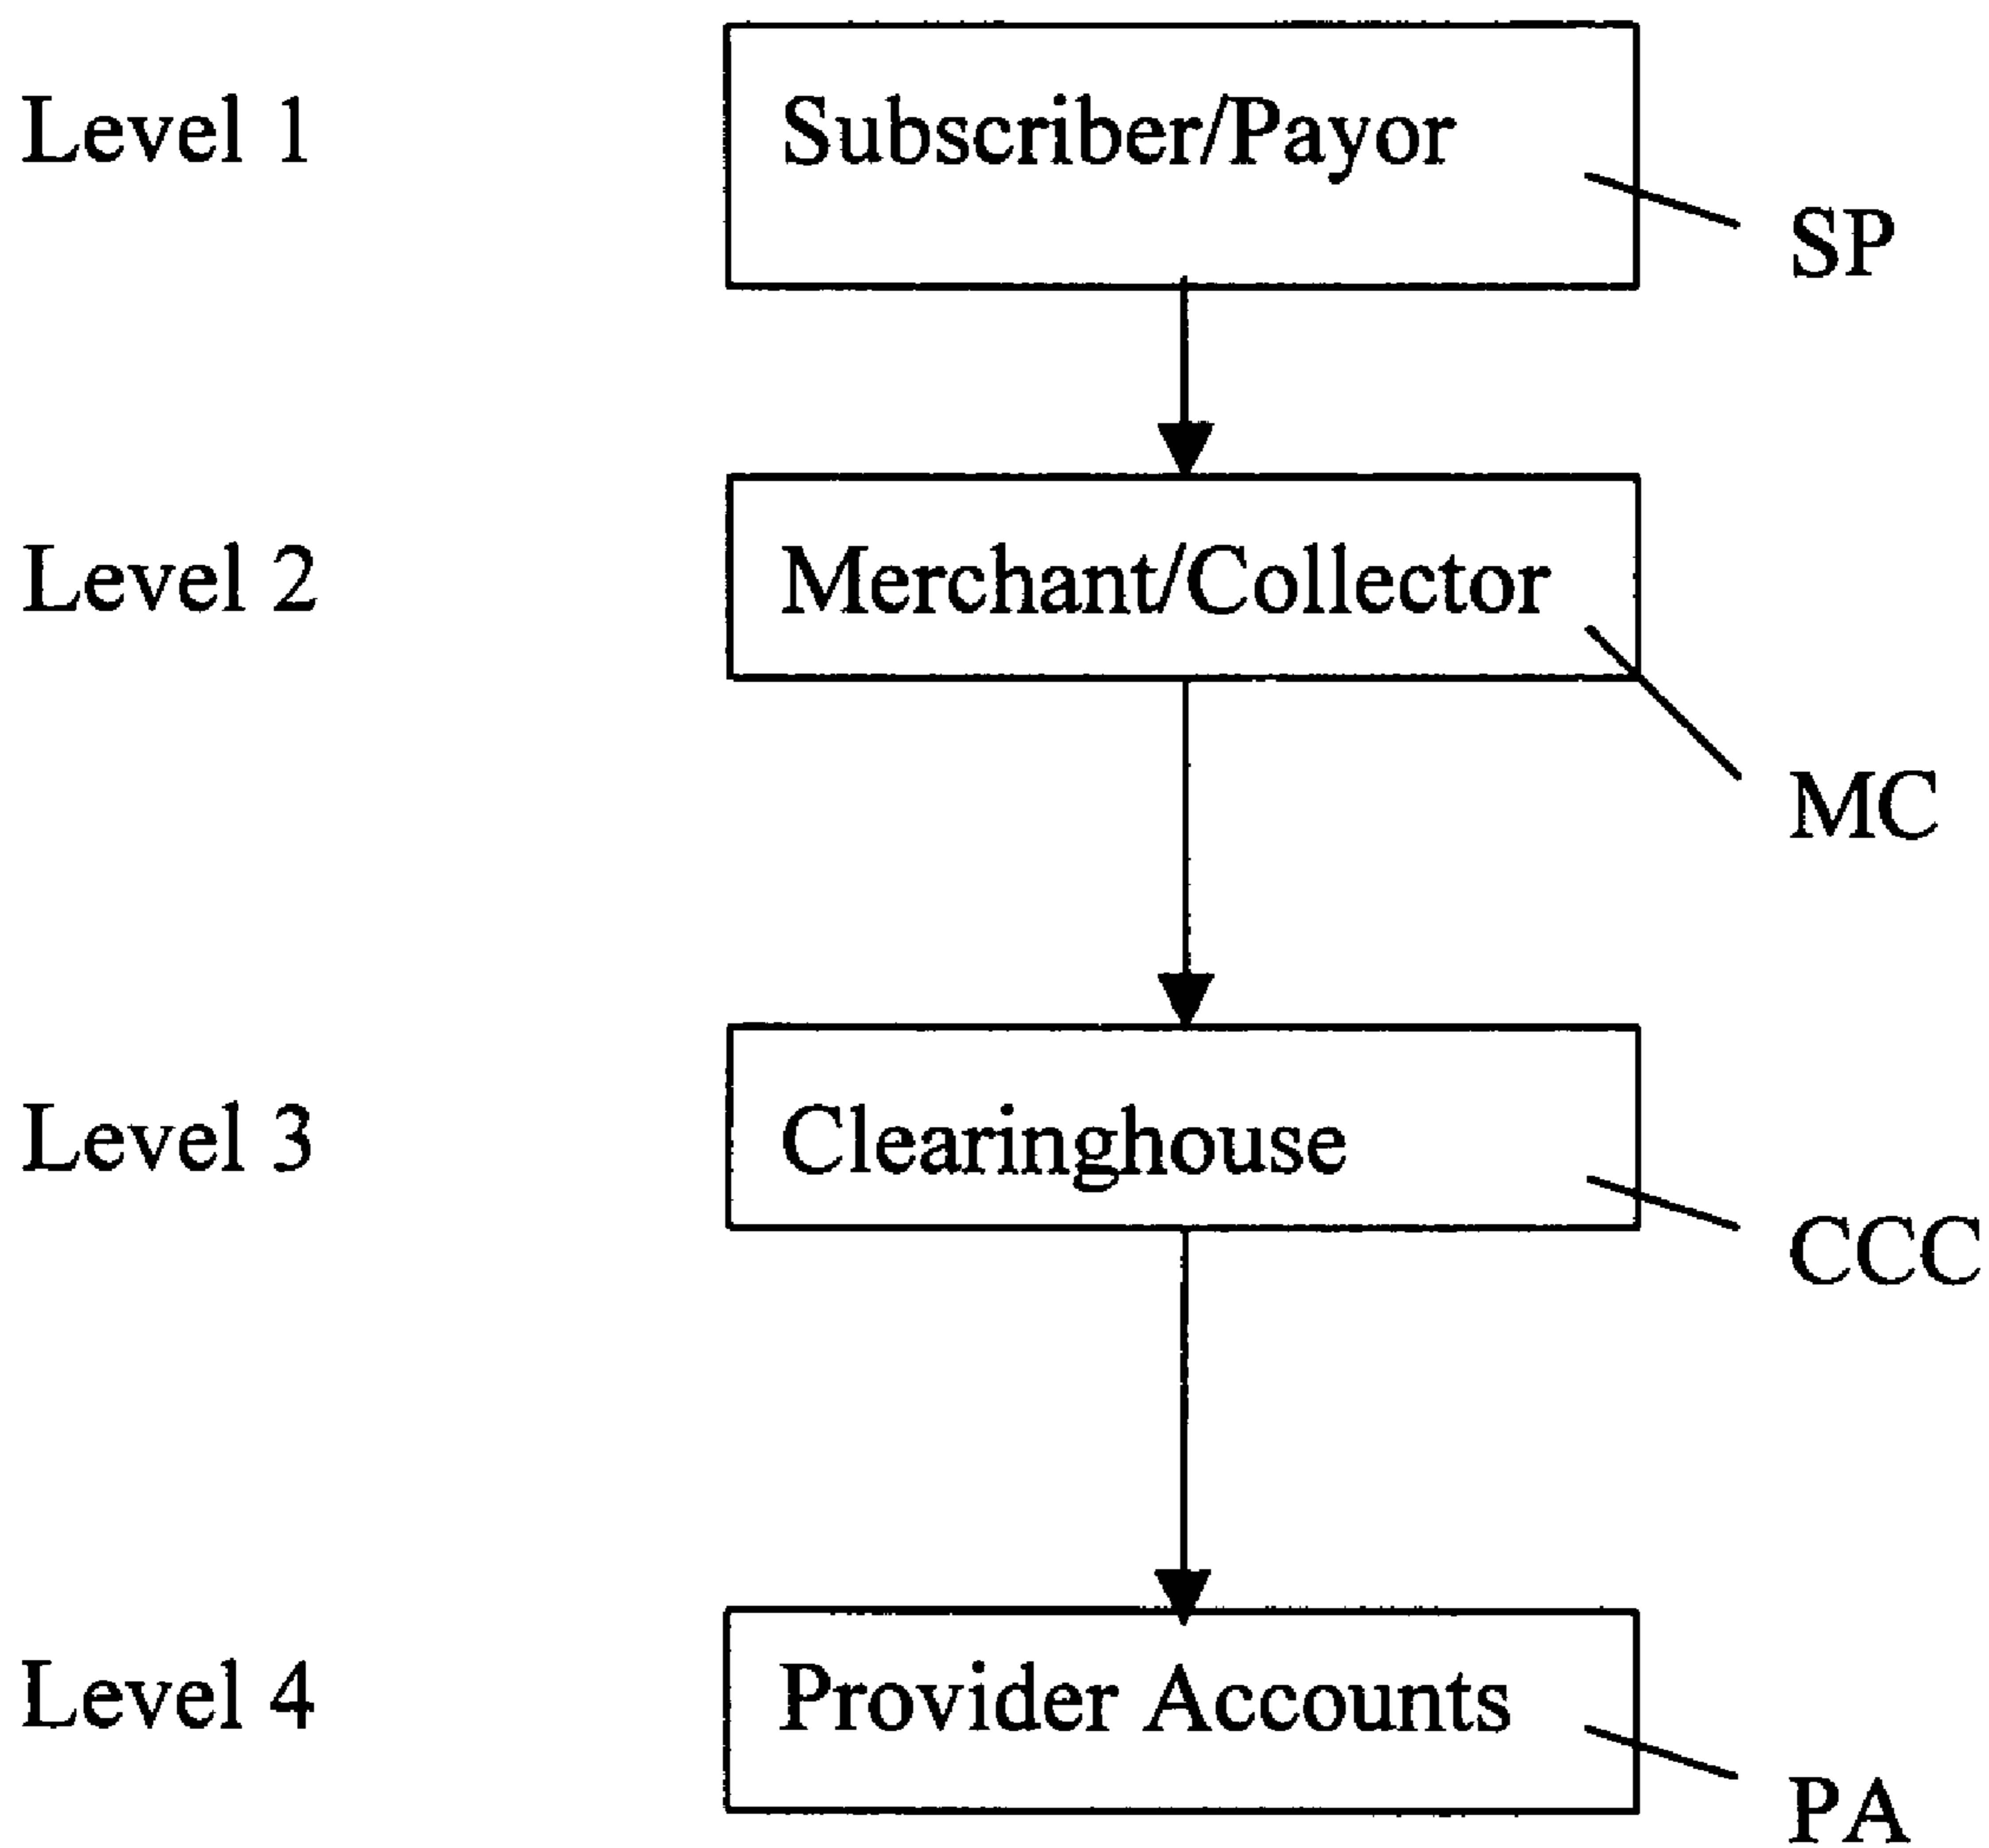 Level 1
Subscriber/Payor
SP
Level 2
Merchant/Collector
MC
Level 3
Clearinghouse
CCC
Level 4
Provider Accounts
PA